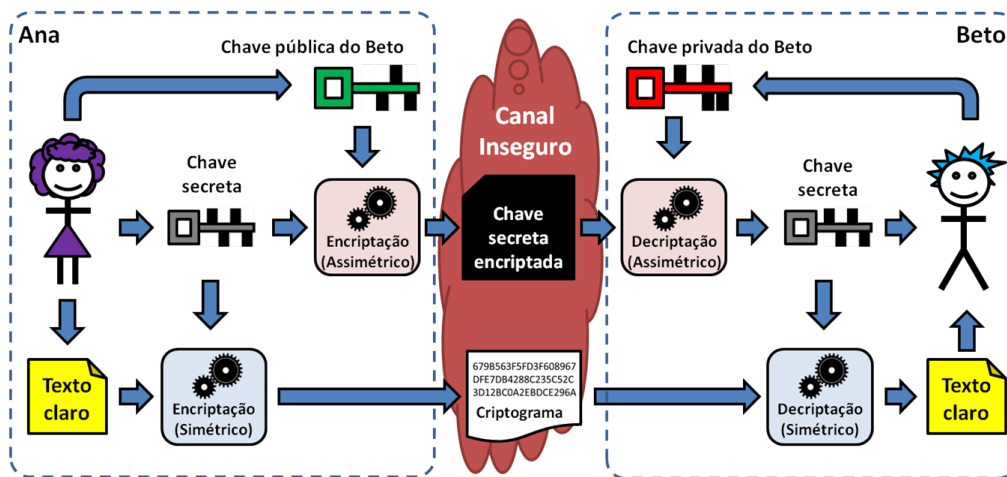 Ana
Chave pública do Beto
Chave
secreta
Encriptação
(Assimétrico)
Texto
claro
Encriptação
(Simétrico)
Canal
Inseguro
Chave
secreta
encriptada
679B563F5FD3F608967
DFE7DB4288C235C52C
3D12BC0A2EBDCE296A
Criptograma
Beto
Chave privada do Beto
Decriptação
(Assimétrico)
Chave
secreta
Decriptação
(Simétrico)
Texto
claro